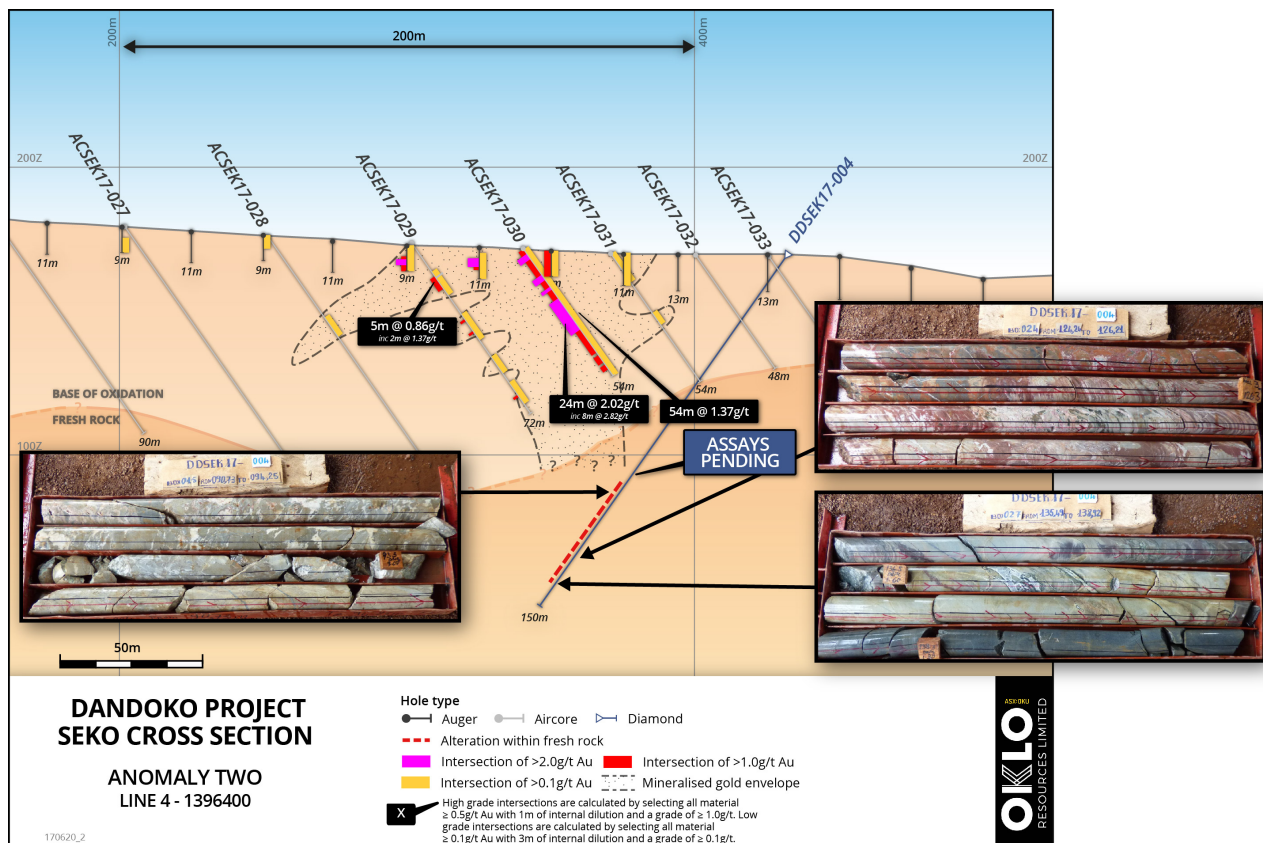 200m
400m
200m
200Z
200Z
ACSEK17-027
ACSEK17-028
ACSEK17-029
ACSEK17-030
ACSEK17-031
ACSEK17-032
ACSEK17-033
DDSEK17-004
11m
9m
11m
9m
11m
9m
11m
11m
13m
13m
5m @ 0.86g/t
inc 2m @ 1.37g/t
24m @ 2.02g/t
inc 8m @ 2.82g/t
54m @ 1.37g/t
54m
54m
48m
72m
90m
BASE OF OXIDATION
FRESH ROCK
100Z
?
? ? ? ?
ASSAYS
PENDING
150m
DDSEK17- 004
DDSEK17- 004
DDSEK17- 004
50m
DANDOKO PROJECT
SEKO CROSS SECTION
ANOMALY TWO
LINE 4 - 1396400
170620_2
Hole type
Auger Aircore Diamond
Alteration within fresh rock
Intersection of >2.0g/t Au Intersection of >1.0g/t Au
Intersection of >0.1g/t Au Mineralised gold envelope
X
High grade intersections are calculated by selecting all material
≥ 0.5g/t Au with 1m of internal dilution and a grade of ≥ 1.0g/t. Low
grade intersections are calculated by selecting all material
≥ 0.1g/t Au with 3m of internal dilution and a grade of ≥ 0.1g/t.
ASX:OKU
OKLO
RESOURCES LIMITED